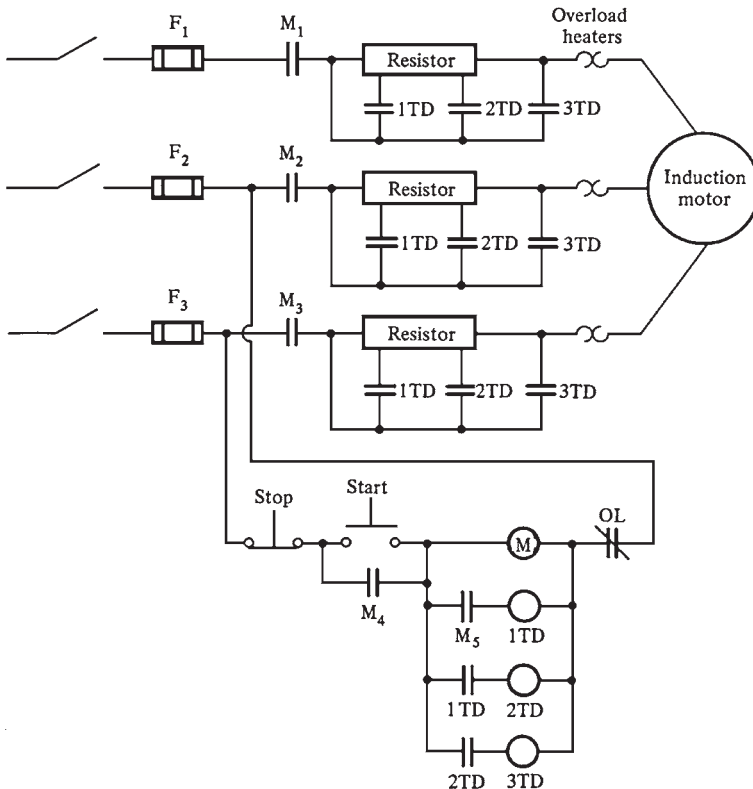 Overload
heaters
F₁
M₁
Resistor
1TD
2TD
3TD
F₂
M₂
Resistor
Induction
motor
1TD
2TD
3TD
F₃
M₃
Resistor
1TD
2TD
3TD
Stop
Start
OL
M
M₄
M₅
1TD
1TD
2TD
2TD
3TD